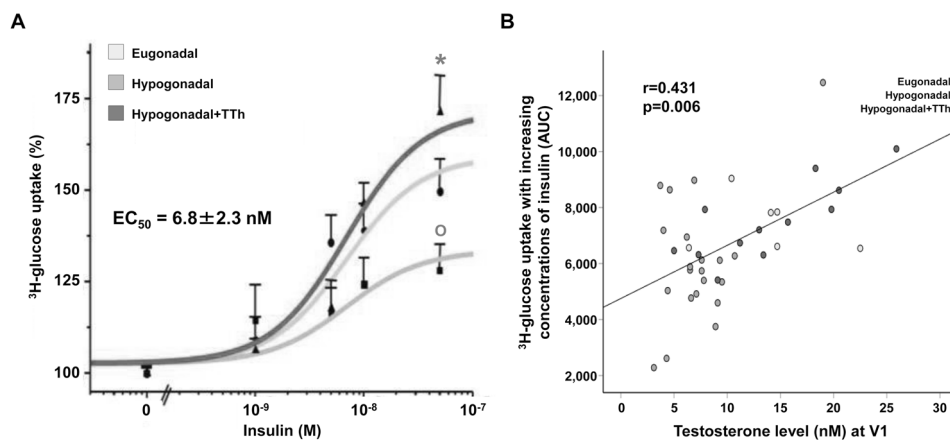 A
Eugonadal
Hypogonadal
Hypogonadal+TTh
*
175
150
125
100
³H-glucose uptake (%)
EC₅₀ = 6.8±2.3 nM
O
0
10⁻⁹
10⁻⁸
10⁻⁷
Insulin (M)
B
r=0.431
p=0.006
Eugonadal
Hypogonadal
Hypogonadal+TTh
³H-glucose uptake with increasing
concentrations of insulin (AUC)
12,000
10,000
8,000
6,000
4,000
2,000
0
5
10
15
20
25
30
Testosterone level (nM) at V1